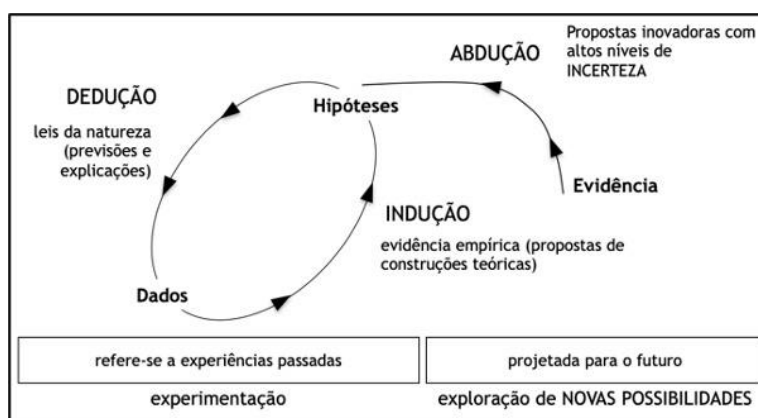 Propostas inovadoras com
altos níveis de
INCERTEZA
ABDUÇÃO
DEDUÇÃO
leis da natureza
(previsões e
explicações)
Hipóteses
Evidência
INDUÇÃO
evidência empírica (propostas de
construções teóricas)
Dados
refere-se a experiências passadas
projetada para o futuro
experimentação
exploração de NOVAS POSSIBILIDADES